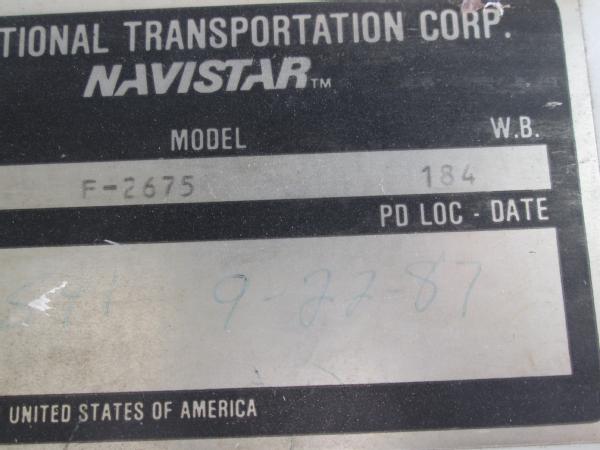 TIONAL TRANSPORTATION CORP.
NAVISTAR™
MODEL W.B.
F-2675 184
PD LOC - DATE
9-22-87
UNITED STATES OF AMERICA